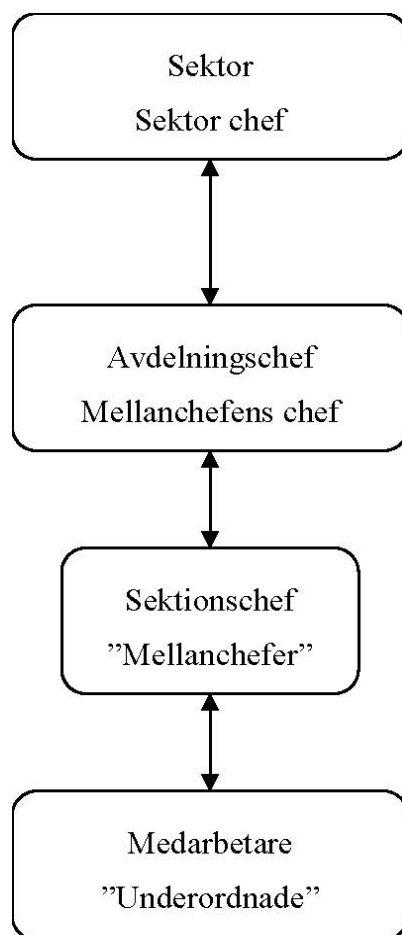 Sektor
Sektor chef
Avdelningschef
Mellanchefens chef
Sektionschef
”Mellanchefer”
Medarbetare
”Underordnade”